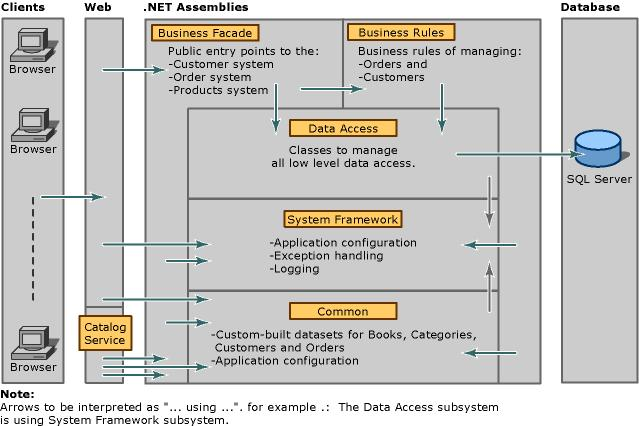 Clients
Web
.NET Assemblies
Database
Business Facade
Business Rules
Public entry points to the:
-Customer system
-Order system
-Products system
Business rules of managing:
-Orders and
-Customers
Browser
Browser
Data Access
Classes to manage
all low level data access.
SQL Server
System Framework
-Application configuration
-Exception handling
-Logging
Catalog
Service
Common
-Custom-built datasets for Books, Categories,
Customers and Orders
-Application configuration
Browser
Note:
Arrows to be interpreted as "... using ...". for example .: The Data Access subsystem
is using System Framework subsystem.